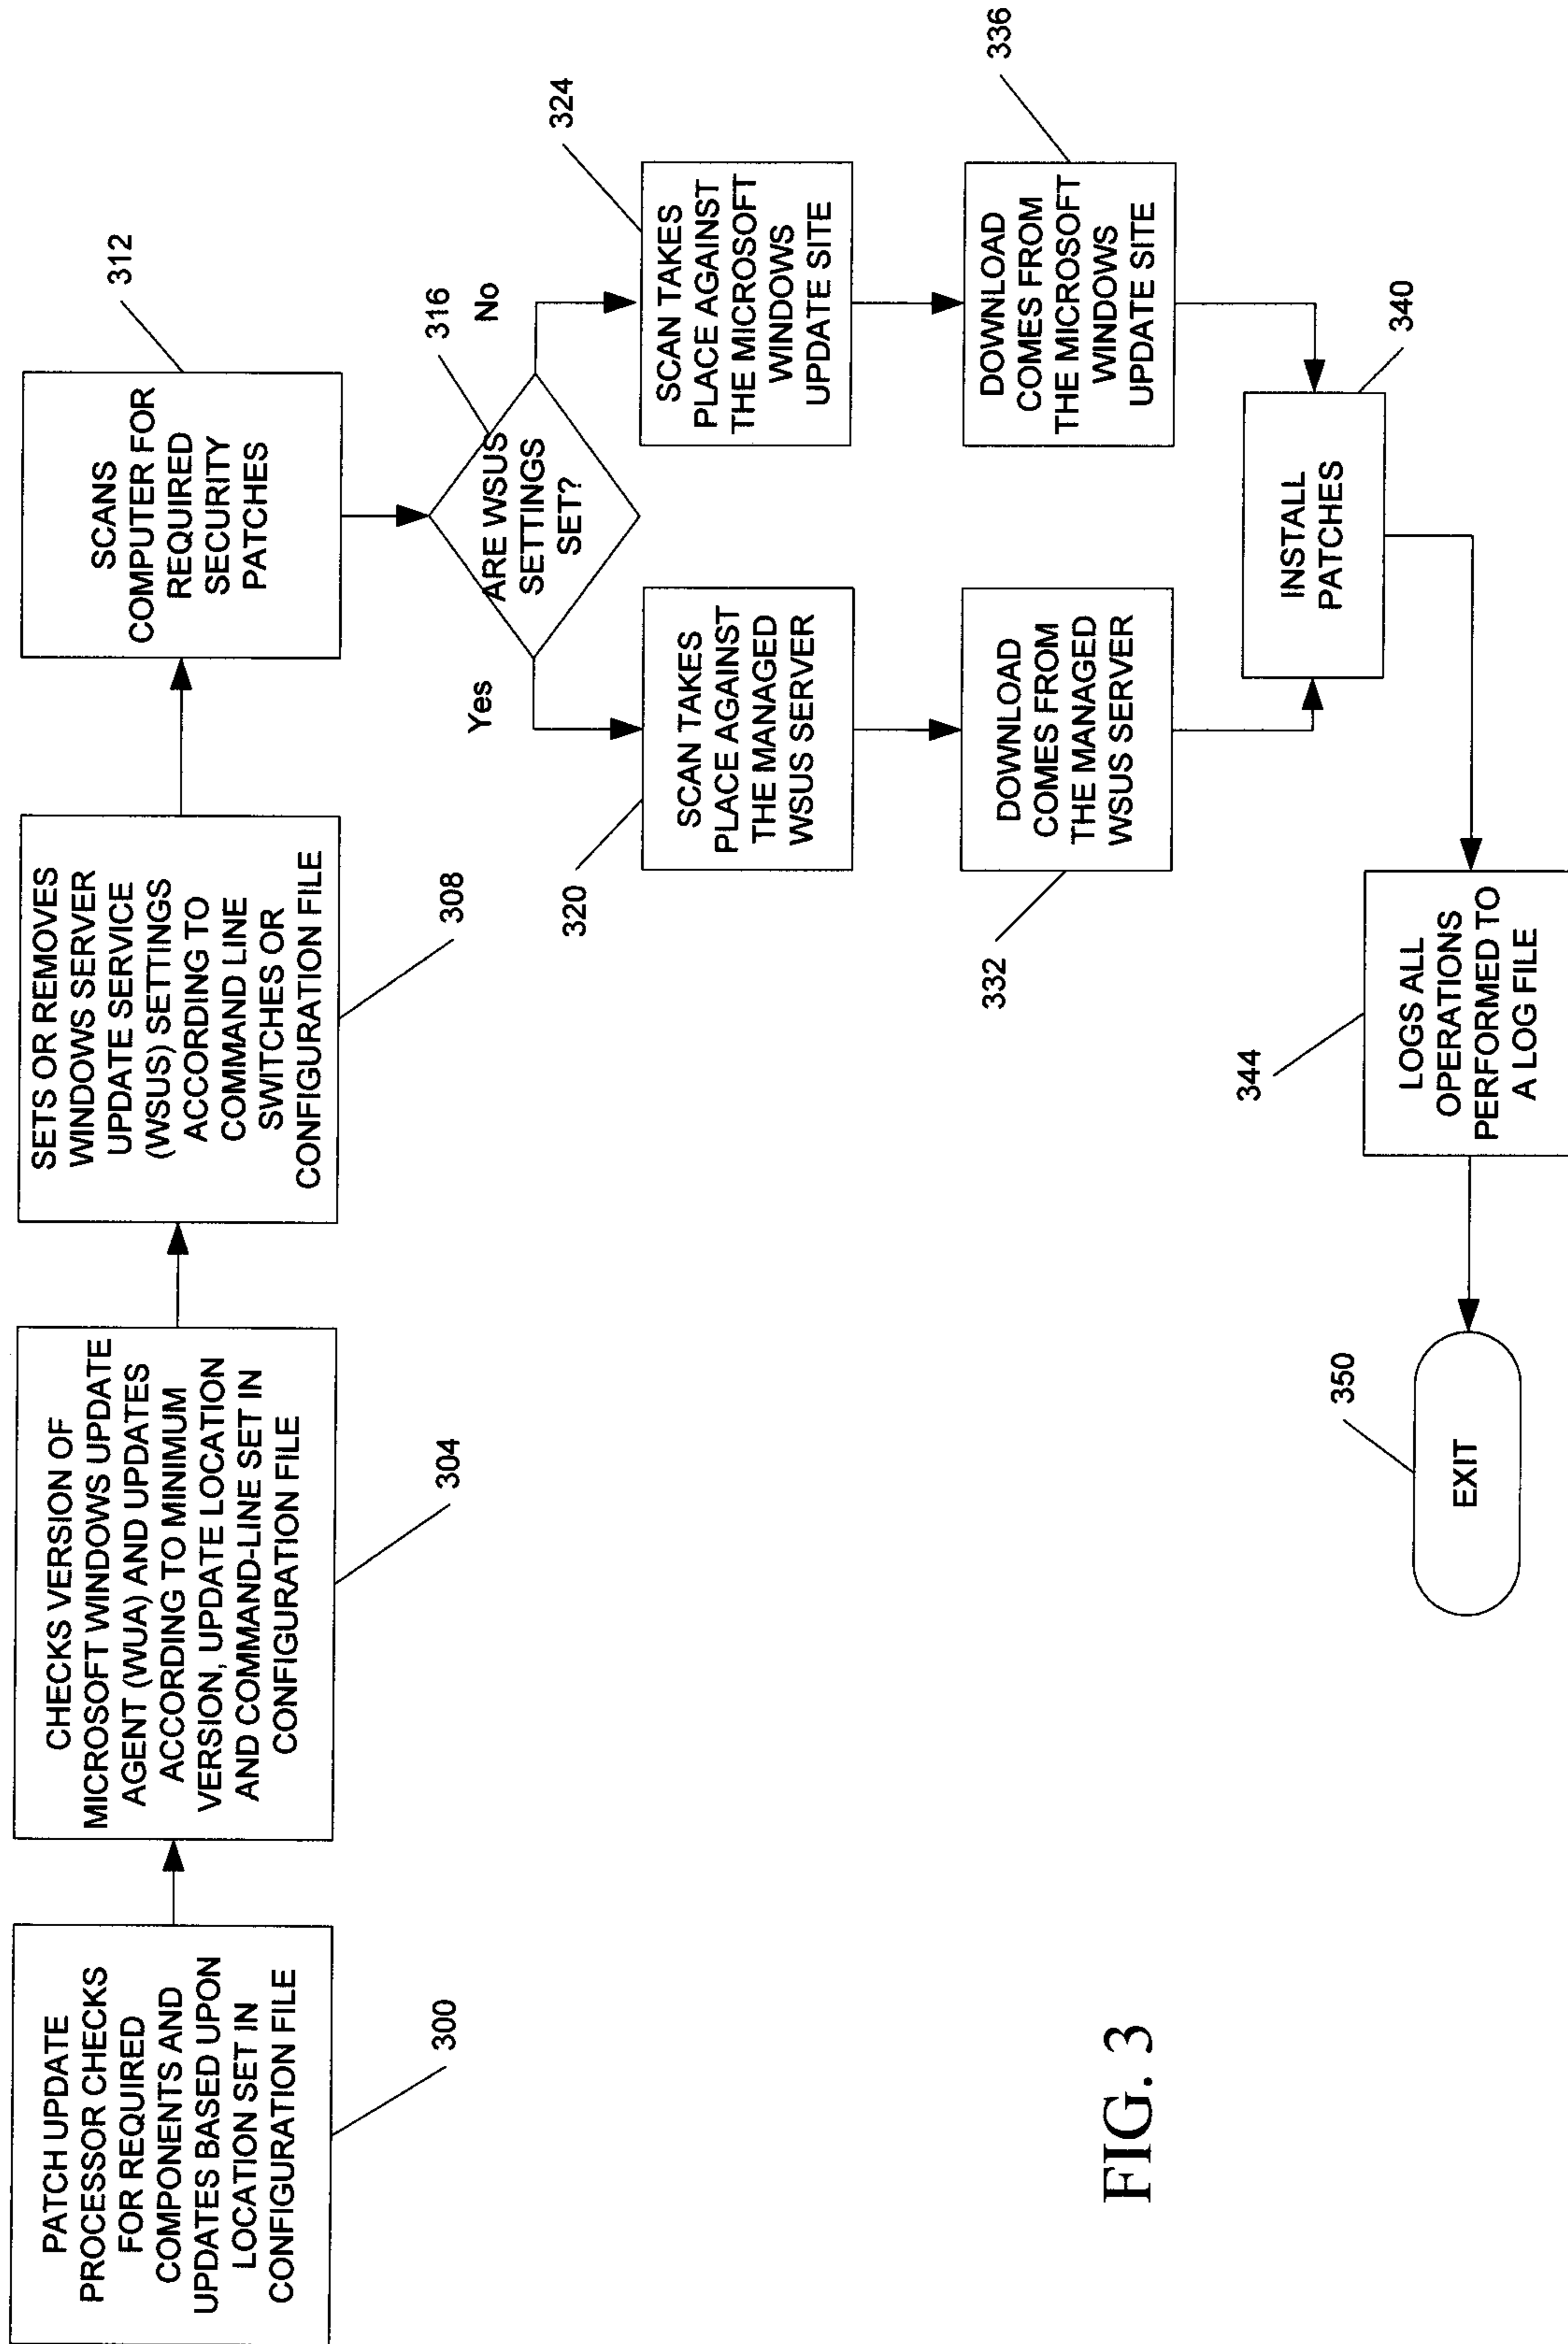 PATCH UPDATE
PROCESSOR CHECKS
FOR REQUIRED
COMPONENTS AND
UPDATES BASED UPON
LOCATION SET IN
CONFIGURATION FILE
300
CHECKS VERSION OF
MICROSOFT WINDOWS UPDATE
AGENT (WUA) AND UPDATES
ACCORDING TO MINIMUM
VERSION, UPDATE LOCATION
AND COMMAND-LINE SET IN
CONFIGURATION FILE
304
SETS OR REMOVES
WINDOWS SERVER
UPDATE SERVICE
(WSUS) SETTINGS
ACCORDING TO
COMMAND LINE
SWITCHES OR
CONFIGURATION FILE
308
SCANS
COMPUTER FOR
REQUIRED
SECURITY
PATCHES
312
ARE WSUS
SETTINGS
SET?
316
Yes
No
SCAN TAKES
PLACE AGAINST
THE MANAGED
WSUS SERVER
320
SCAN TAKES
PLACE AGAINST
THE MICROSOFT
WINDOWS
UPDATE SITE
324
DOWNLOAD
COMES FROM
THE MANAGED
WSUS SERVER
332
DOWNLOAD
COMES FROM
THE MICROSOFT
WINDOWS
UPDATE SITE
336
INSTALL
PATCHES
340
LOGS ALL
OPERATIONS
PERFORMED TO
A LOG FILE
344
EXIT
350
FIG. 3